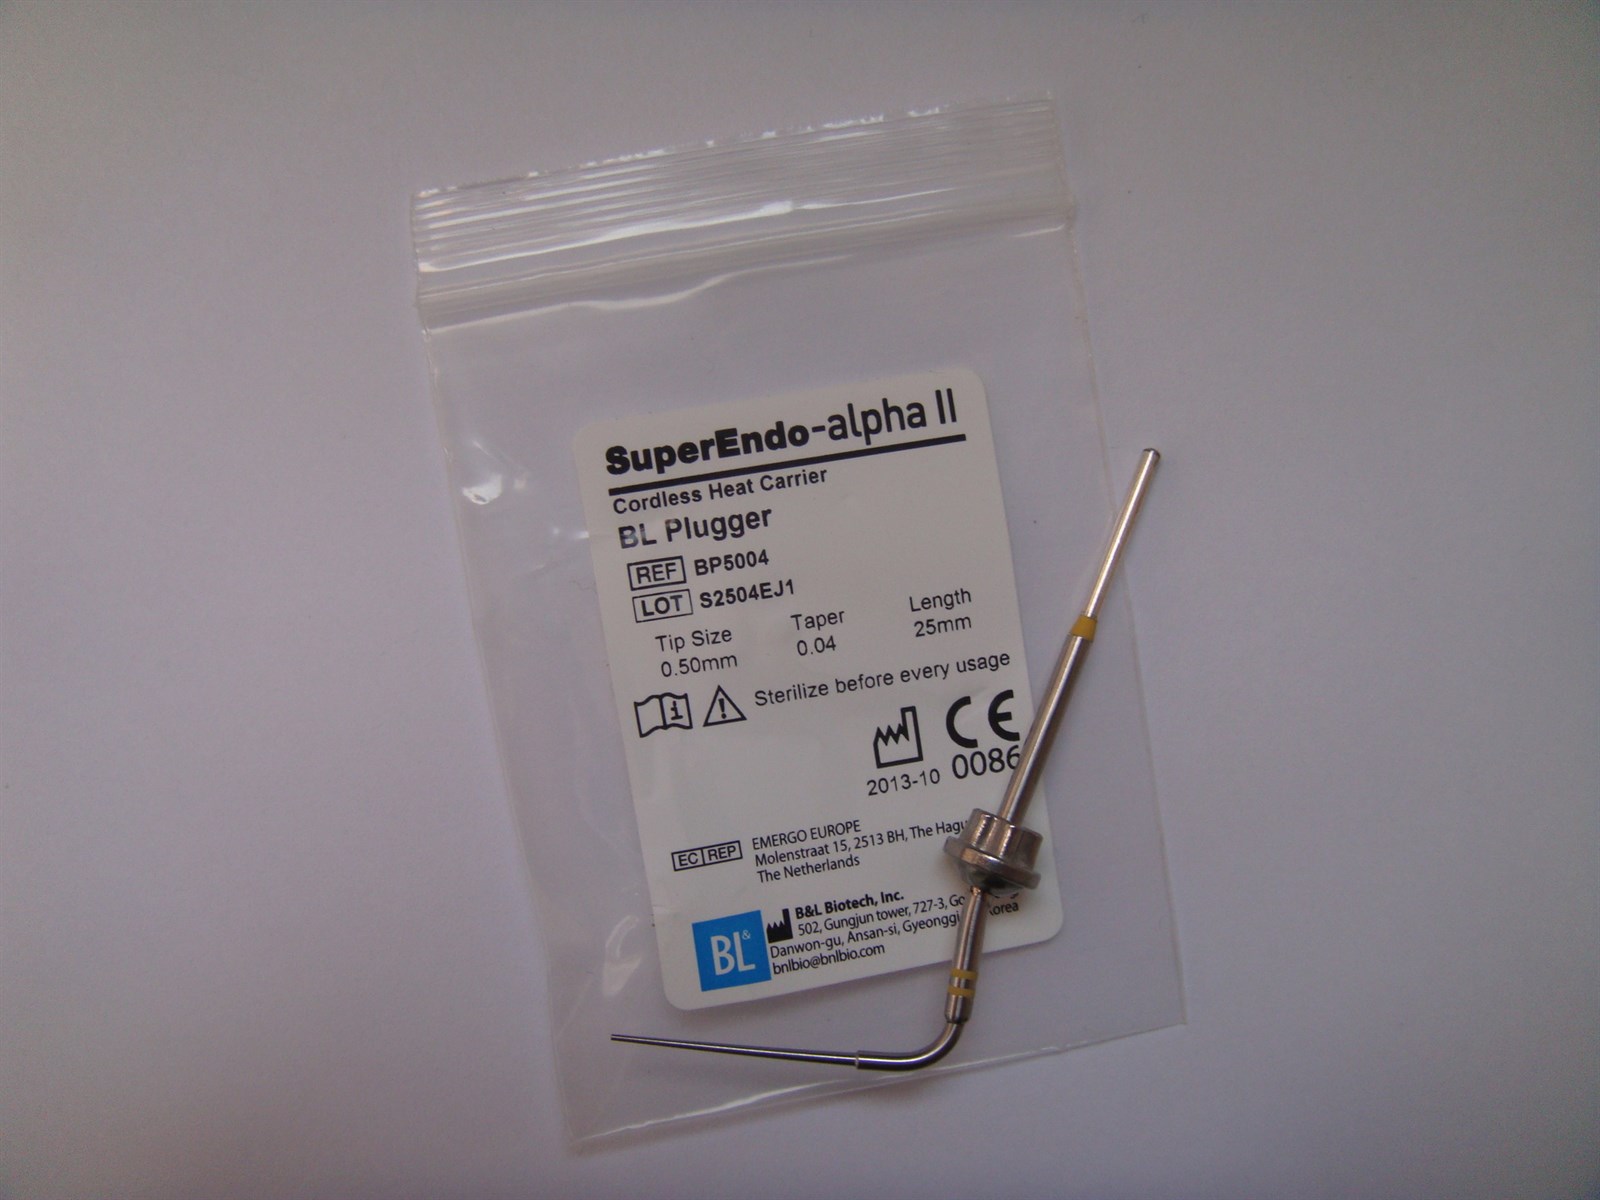 SuperEndo-alpha II
Cordless Heat Carrier
BL Plugger
REF BP5004
LOT S2504EJ1
Tip Size Taper Length
0.50mm 0.04 25mm
Sterilize before every usage
CE
2013-10 0086
EC REP EMERGO EUROPE
Molenstraat 15, 2513 BH, The Hagu
The Netherlands
B&L Biotech, Inc.
502, Gungjun tower, 727-3, Go
Danwon-gu, Ansan-si, Gyeonggi Korea
bnlbio@bnlbio.com
B&L